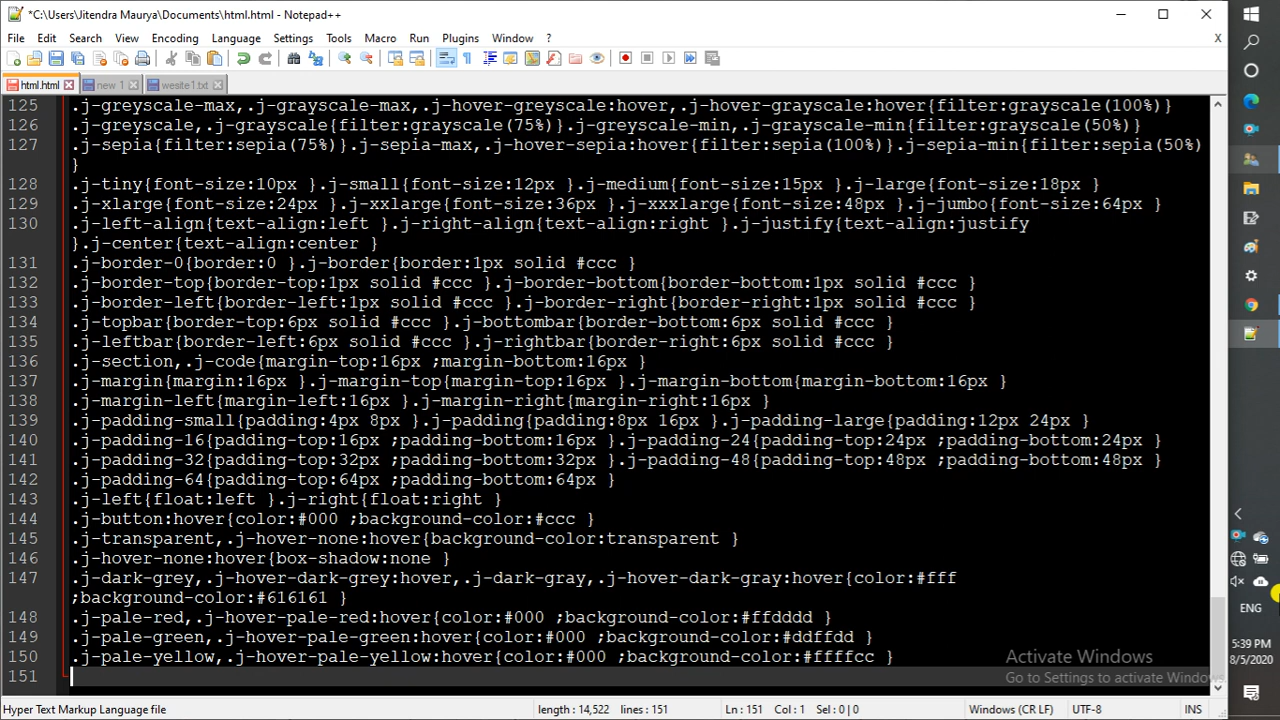 *C:\Users\Jitendra Maurya\Documents\html.html - Notepad++
File Edit Search View Encoding Language Settings Tools Macro Run Plugins Window ? X
html.html new 1 wesite1.txt
125 .j-greyscale-max,.j-grayscale-max,.j-hover-greyscale:hover,.j-hover-grayscale:hover{filter:grayscale(100%)}
126 .j-greyscale,.j-grayscale{filter:grayscale(75%)}.j-greyscale-min,.j-grayscale-min{filter:grayscale(50%)}
127 .j-sepia{filter:sepia(75%)}.j-sepia-max,.j-hover-sepia:hover{filter:sepia(100%)}.j-sepia-min{filter:sepia(50%)
}
128 .j-tiny{font-size:10px }.j-small{font-size:12px }.j-medium{font-size:15px }.j-large{font-size:18px }
129 .j-xlarge{font-size:24px }.j-xxlarge{font-size:36px }.j-xxxlarge{font-size:48px }.j-jumbo{font-size:64px }
130 .j-left-align{text-align:left }.j-right-align{text-align:right }.j-justify{text-align:justify
}.j-center{text-align:center }
131 .j-border-0{border:0 }.j-border{border:1px solid #ccc }
132 .j-border-top{border-top:1px solid #ccc }.j-border-bottom{border-bottom:1px solid #ccc }
133 .j-border-left{border-left:1px solid #ccc }.j-border-right{border-right:1px solid #ccc }
134 .j-topbar{border-top:6px solid #ccc }.j-bottombar{border-bottom:6px solid #ccc }
135 .j-leftbar{border-left:6px solid #ccc }.j-rightbar{border-right:6px solid #ccc }
136 .j-section,.j-code{margin-top:16px ;margin-bottom:16px }
137 .j-margin{margin:16px }.j-margin-top{margin-top:16px }.j-margin-bottom{margin-bottom:16px }
138 .j-margin-left{margin-left:16px }.j-margin-right{margin-right:16px }
139 .j-padding-small{padding:4px 8px }.j-padding{padding:8px 16px }.j-padding-large{padding:12px 24px }
140 .j-padding-16{padding-top:16px ;padding-bottom:16px }.j-padding-24{padding-top:24px ;padding-bottom:24px }
141 .j-padding-32{padding-top:32px ;padding-bottom:32px }.j-padding-48{padding-top:48px ;padding-bottom:48px }
142 .j-padding-64{padding-top:64px ;padding-bottom:64px }
143 .j-left{float:left }.j-right{float:right }
144 .j-button:hover{color:#000 ;background-color:#ccc }
145 .j-transparent,.j-hover-none:hover{background-color:transparent }
146 .j-hover-none:hover{box-shadow:none }
147 .j-dark-grey,.j-hover-dark-grey:hover,.j-dark-gray,.j-hover-dark-gray:hover{color:#fff
;background-color:#616161 }
148 .j-pale-red,.j-hover-pale-red:hover{color:#000 ;background-color:#ffdddd }
149 .j-pale-green,.j-hover-pale-green:hover{color:#000 ;background-color:#ddffdd }
150 .j-pale-yellow,.j-hover-pale-yellow:hover{color:#000 ;background-color:#ffffcc }
151
Activate Windows
Go to Settings to activate Windows.
Hyper Text Markup Language file length : 14,522 lines : 151 Ln : 151 Col : 1 Sel : 0 | 0 Windows (CR LF) UTF-8 INS
ENG
5:39 PM
8/5/2020